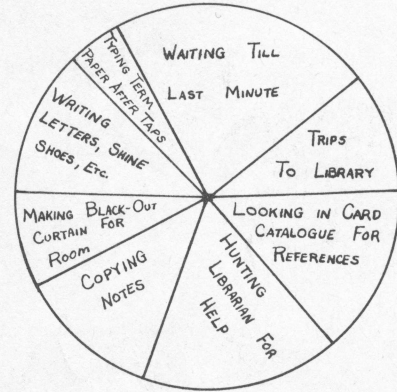 Waiting Till
Last Minute
Trips
To Library
Looking in Card
Catalogue For
References
Hunting
Librarian For
Help
Copying
Notes
Making Black-Out
Curtain For
Room
Writing
Letters, Shine
Shoes, Etc.
Typing Term
Paper After Taps